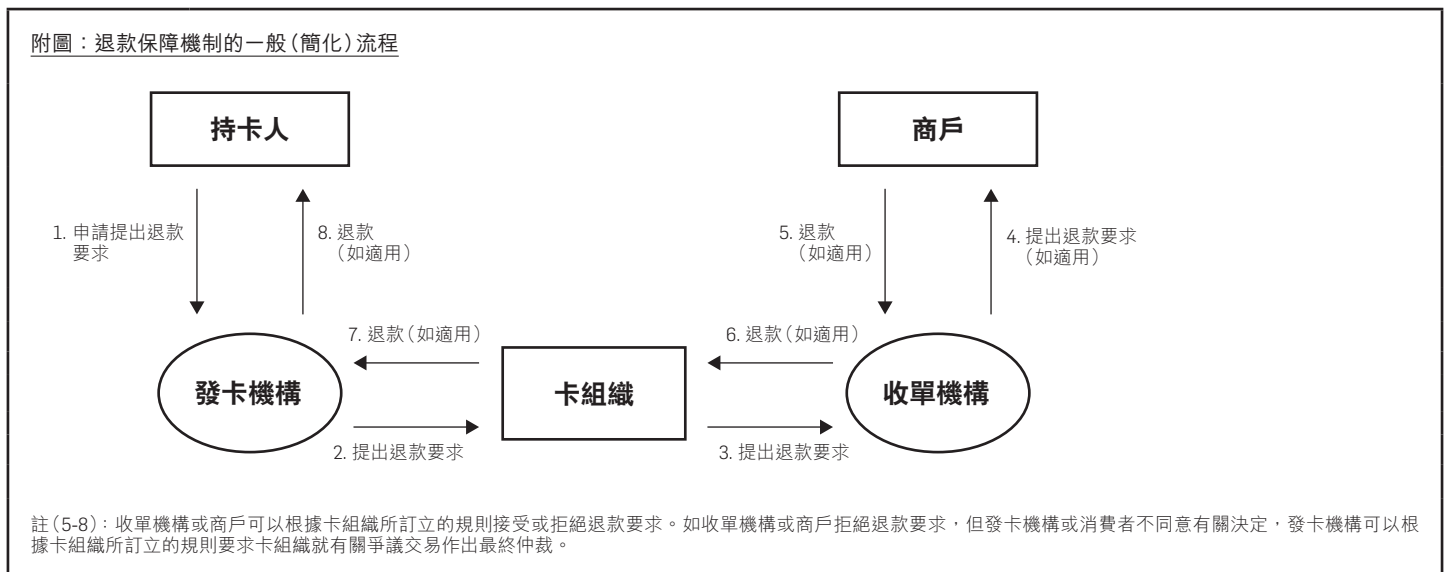 附圖：退款保障機制的一般（簡化）流程
持卡人
商戶
1. 申請提出退款
要求
8. 退款
（如適用）
5. 退款
（如適用）
4. 提出退款要求
（如適用）
7. 退款（如適用）
6. 退款（如適用）
發卡機構
卡組織
收單機構
2. 提出退款要求
3. 提出退款要求
註（5-8）：收單機構或商戶可以根據卡組織所訂立的規則接受或拒絕退款要求。如收單機構或商戶拒絕退款要求，但發卡機構或消費者不同意有關決定，發卡機構可以根
據卡組織所訂立的規則要求卡組織就有關爭議交易作出最終仲裁。